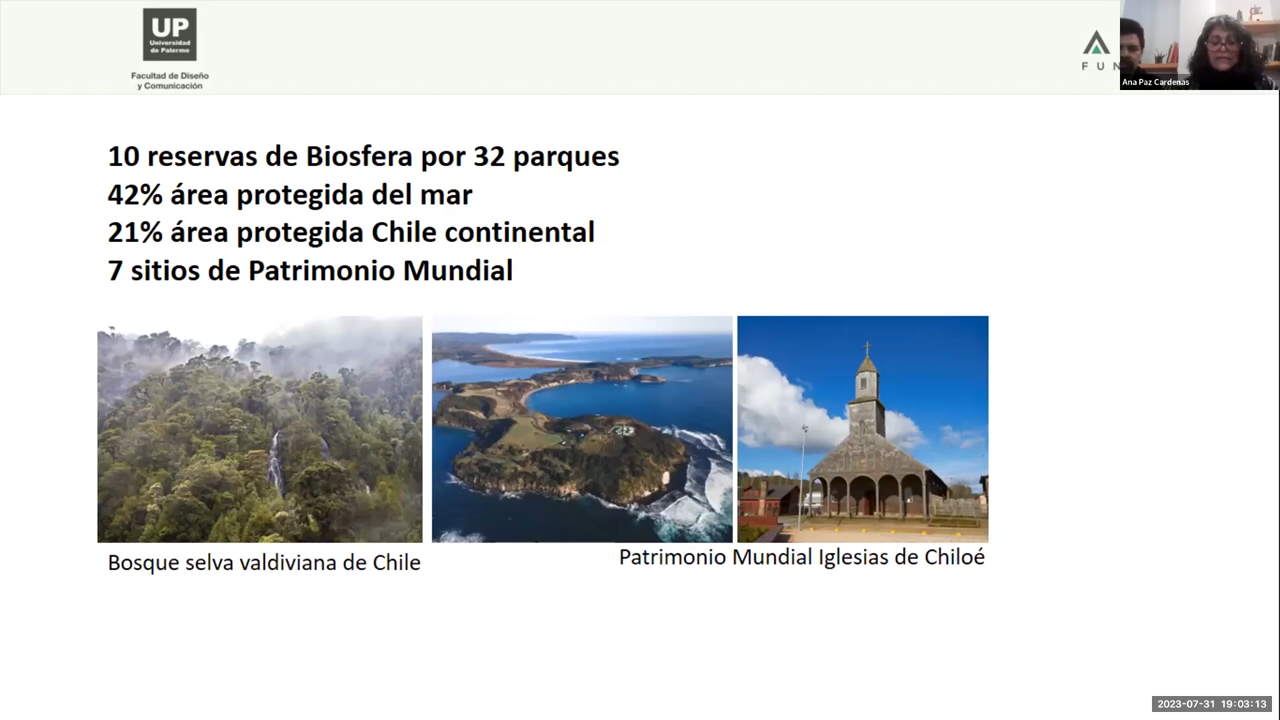 UP
Universidad
de Palermo
Facultad de Diseño
y Comunicación
FUN
Ana Paz Cardenas
10 reservas de Biosfera por 32 parques
42% área protegida del mar
21% área protegida Chile continental
7 sitios de Patrimonio Mundial
Bosque selva valdiviana de Chile
Patrimonio Mundial Iglesias de Chiloé
2023-07-31 19:03:13